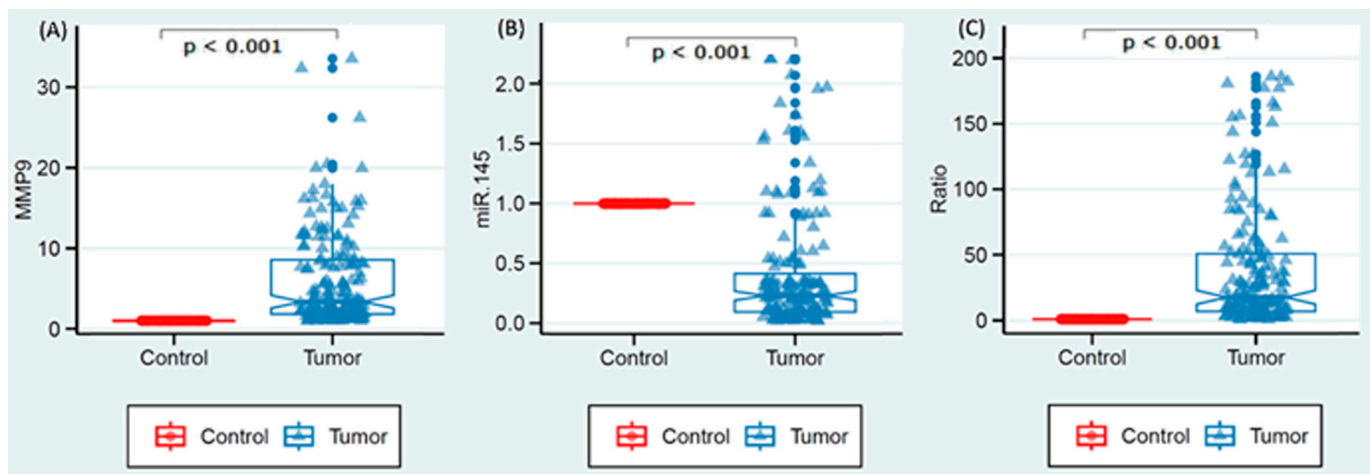 (A)
p < 0.001
MMP9
30
20
10
0
Control
Tumor
Control
Tumor
(B)
p < 0.001
miR.145
2.0
1.5
1.0
0.5
0.0
Control
Tumor
Control
Tumor
(C)
p < 0.001
Ratio
200
150
100
50
0
Control
Tumor
Control
Tumor